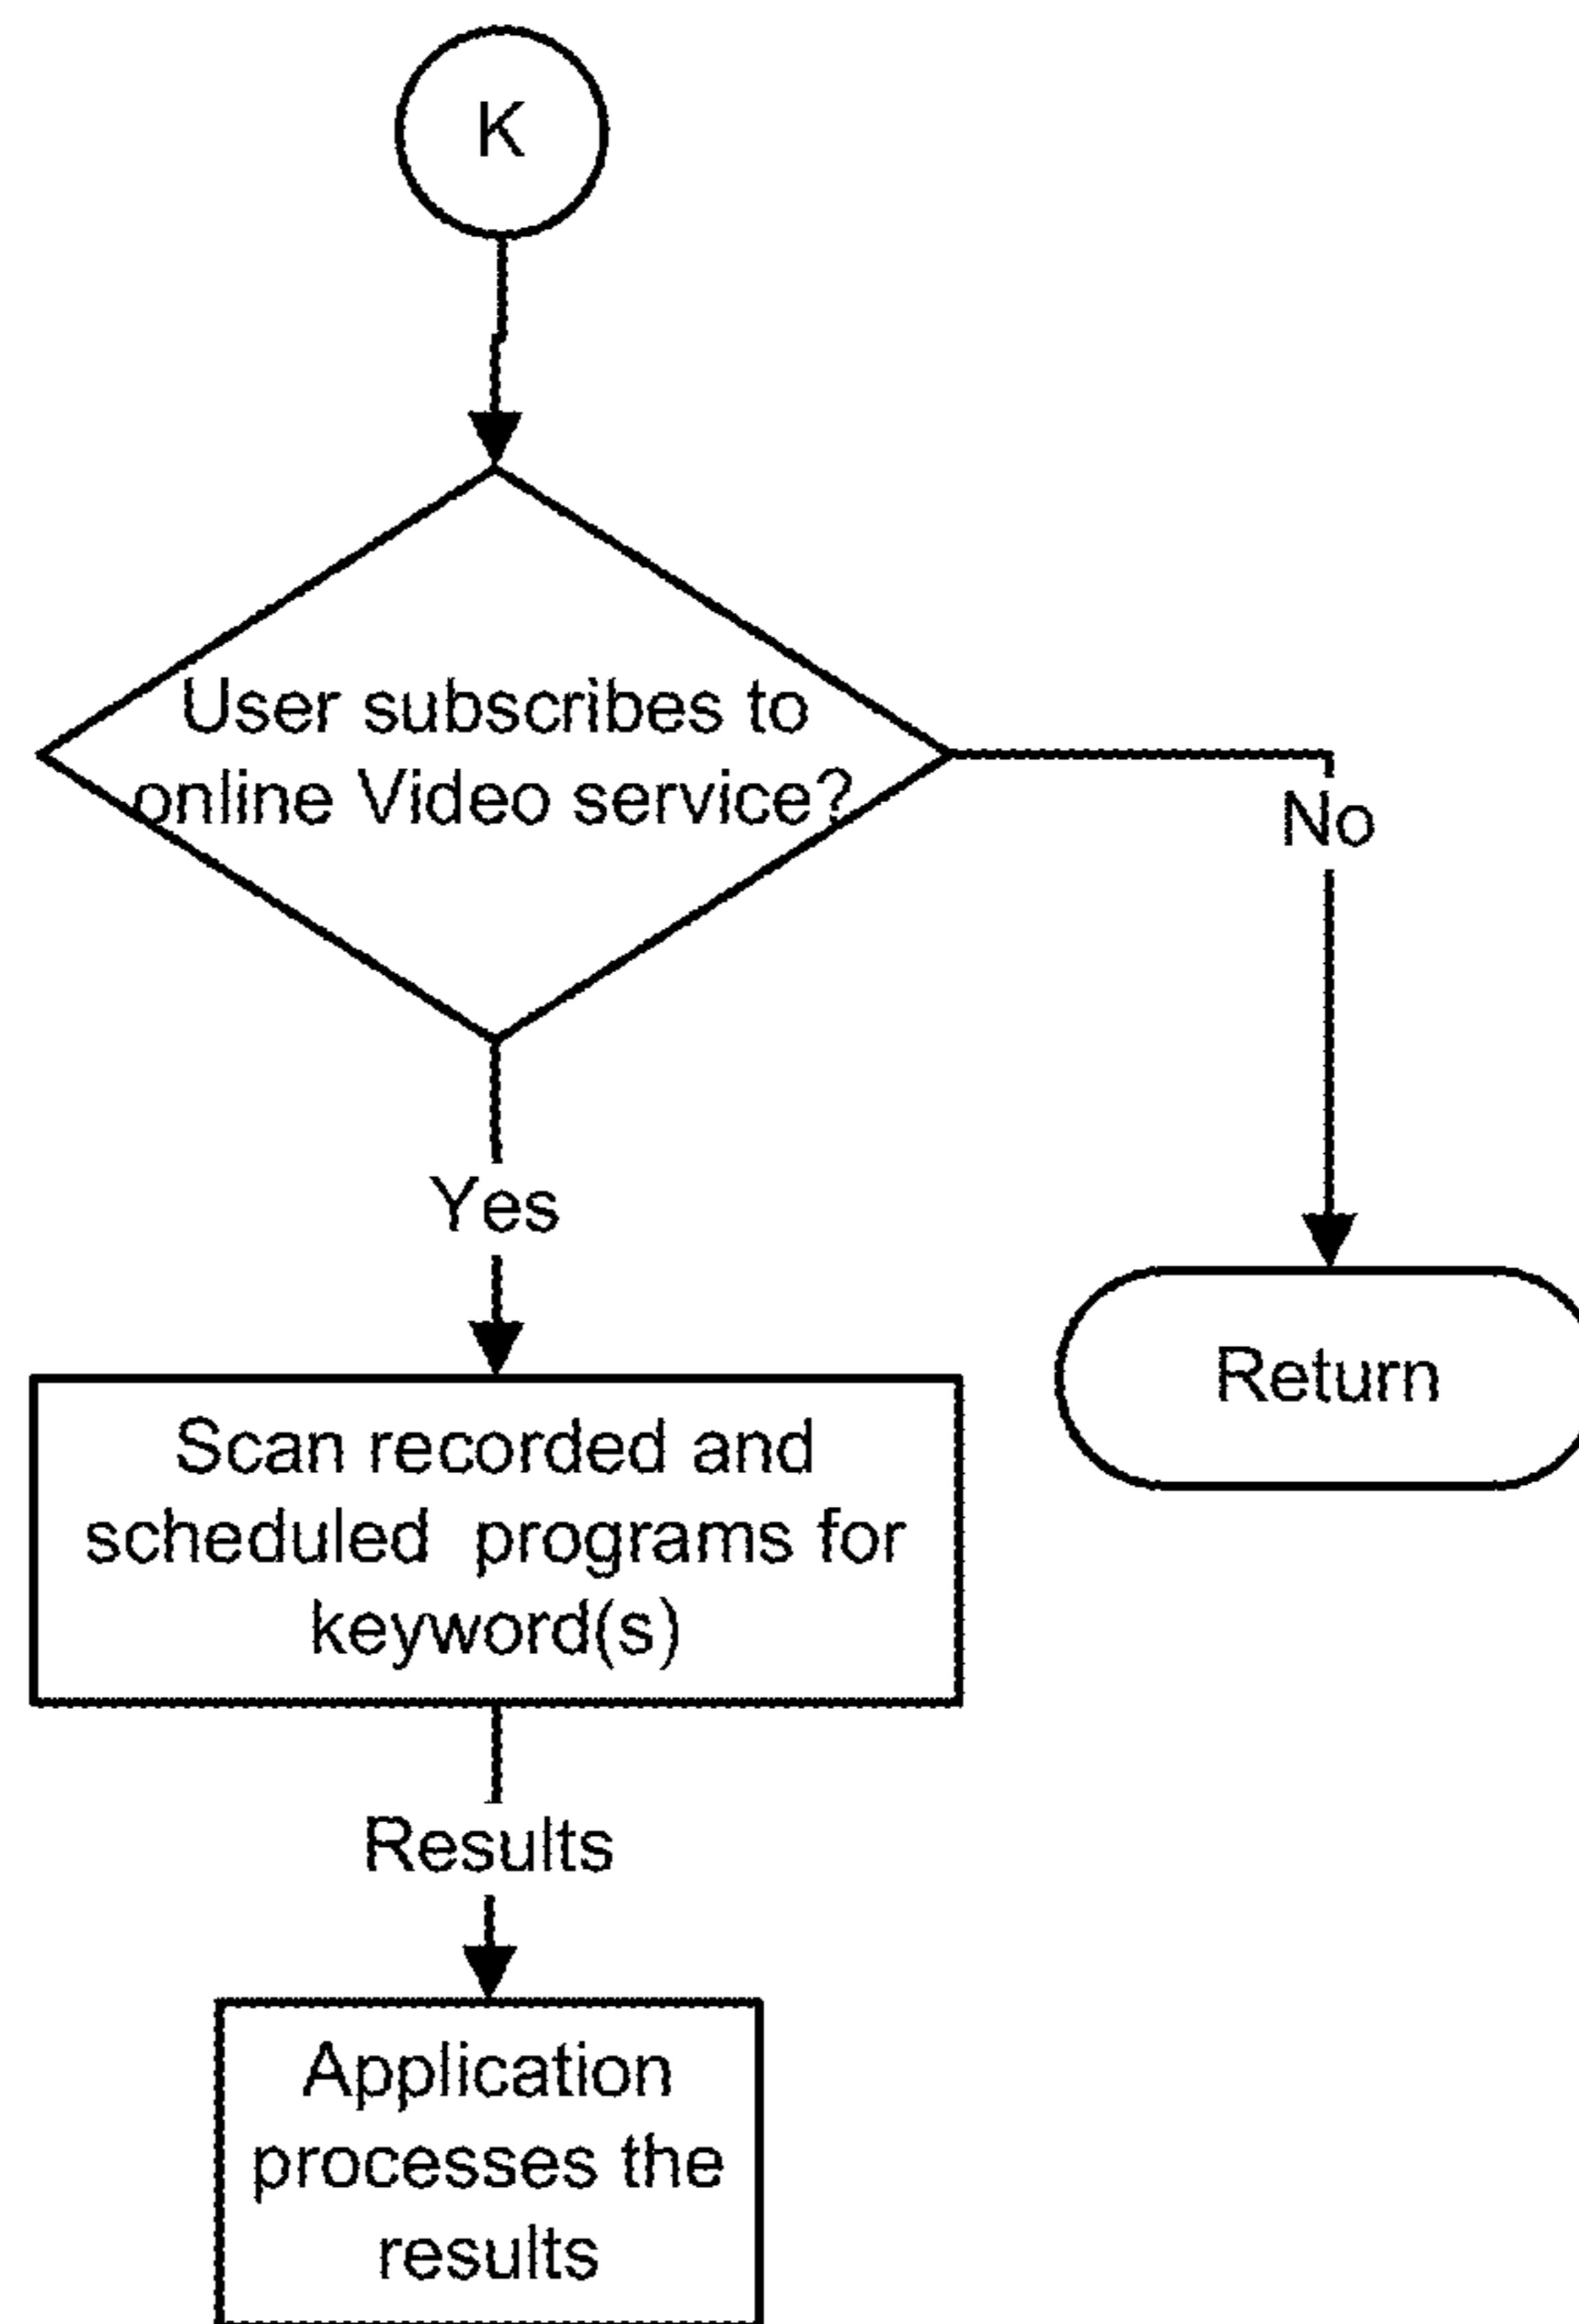 K
User subscribes to
online Video service?
No
Yes
Return
Scan recorded and
scheduled programs for
keyword(s)
Results
Application
processes the
results